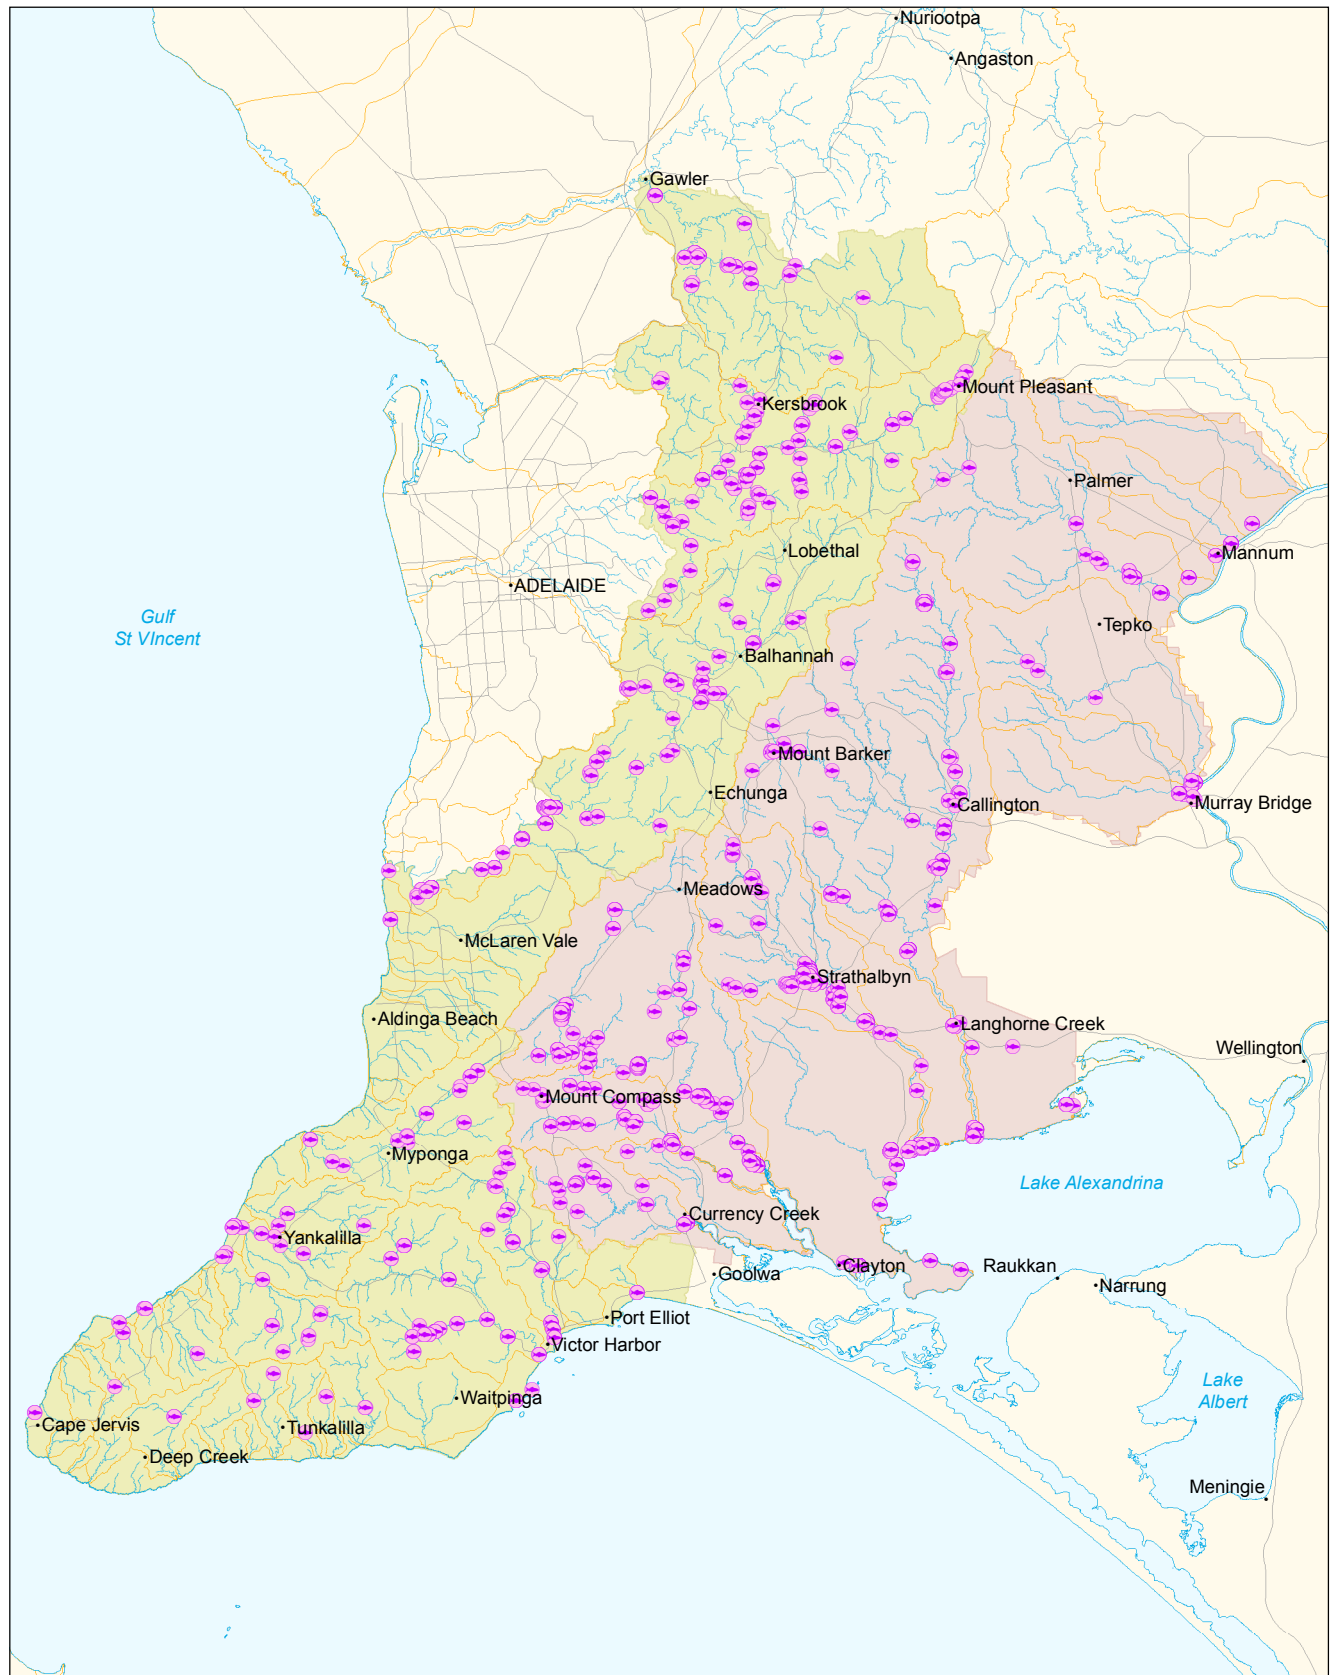 Nuriootpa
Angaston
Gawler
Mount Pleasant
Kersbrook
Palmer
Lobethal
Mannum
ADELAIDE
Gulf
St VIncent
Tepko
Balhannah
Mount Barker
Echunga
Callington
Murray Bridge
Meadows
McLaren Vale
Strathalbyn
Aldinga Beach
Langhorne Creek
Wellington
Mount Compass
Myponga
Lake Alexandrina
Currency Creek
Yankalilla
Clayton
Raukkan
Goolwa
Narrung
Port Elliot
Victor Harbor
Lake
Albert
Waitpinga
Cape Jervis
Tunkalilla
Deep Creek
Meningie